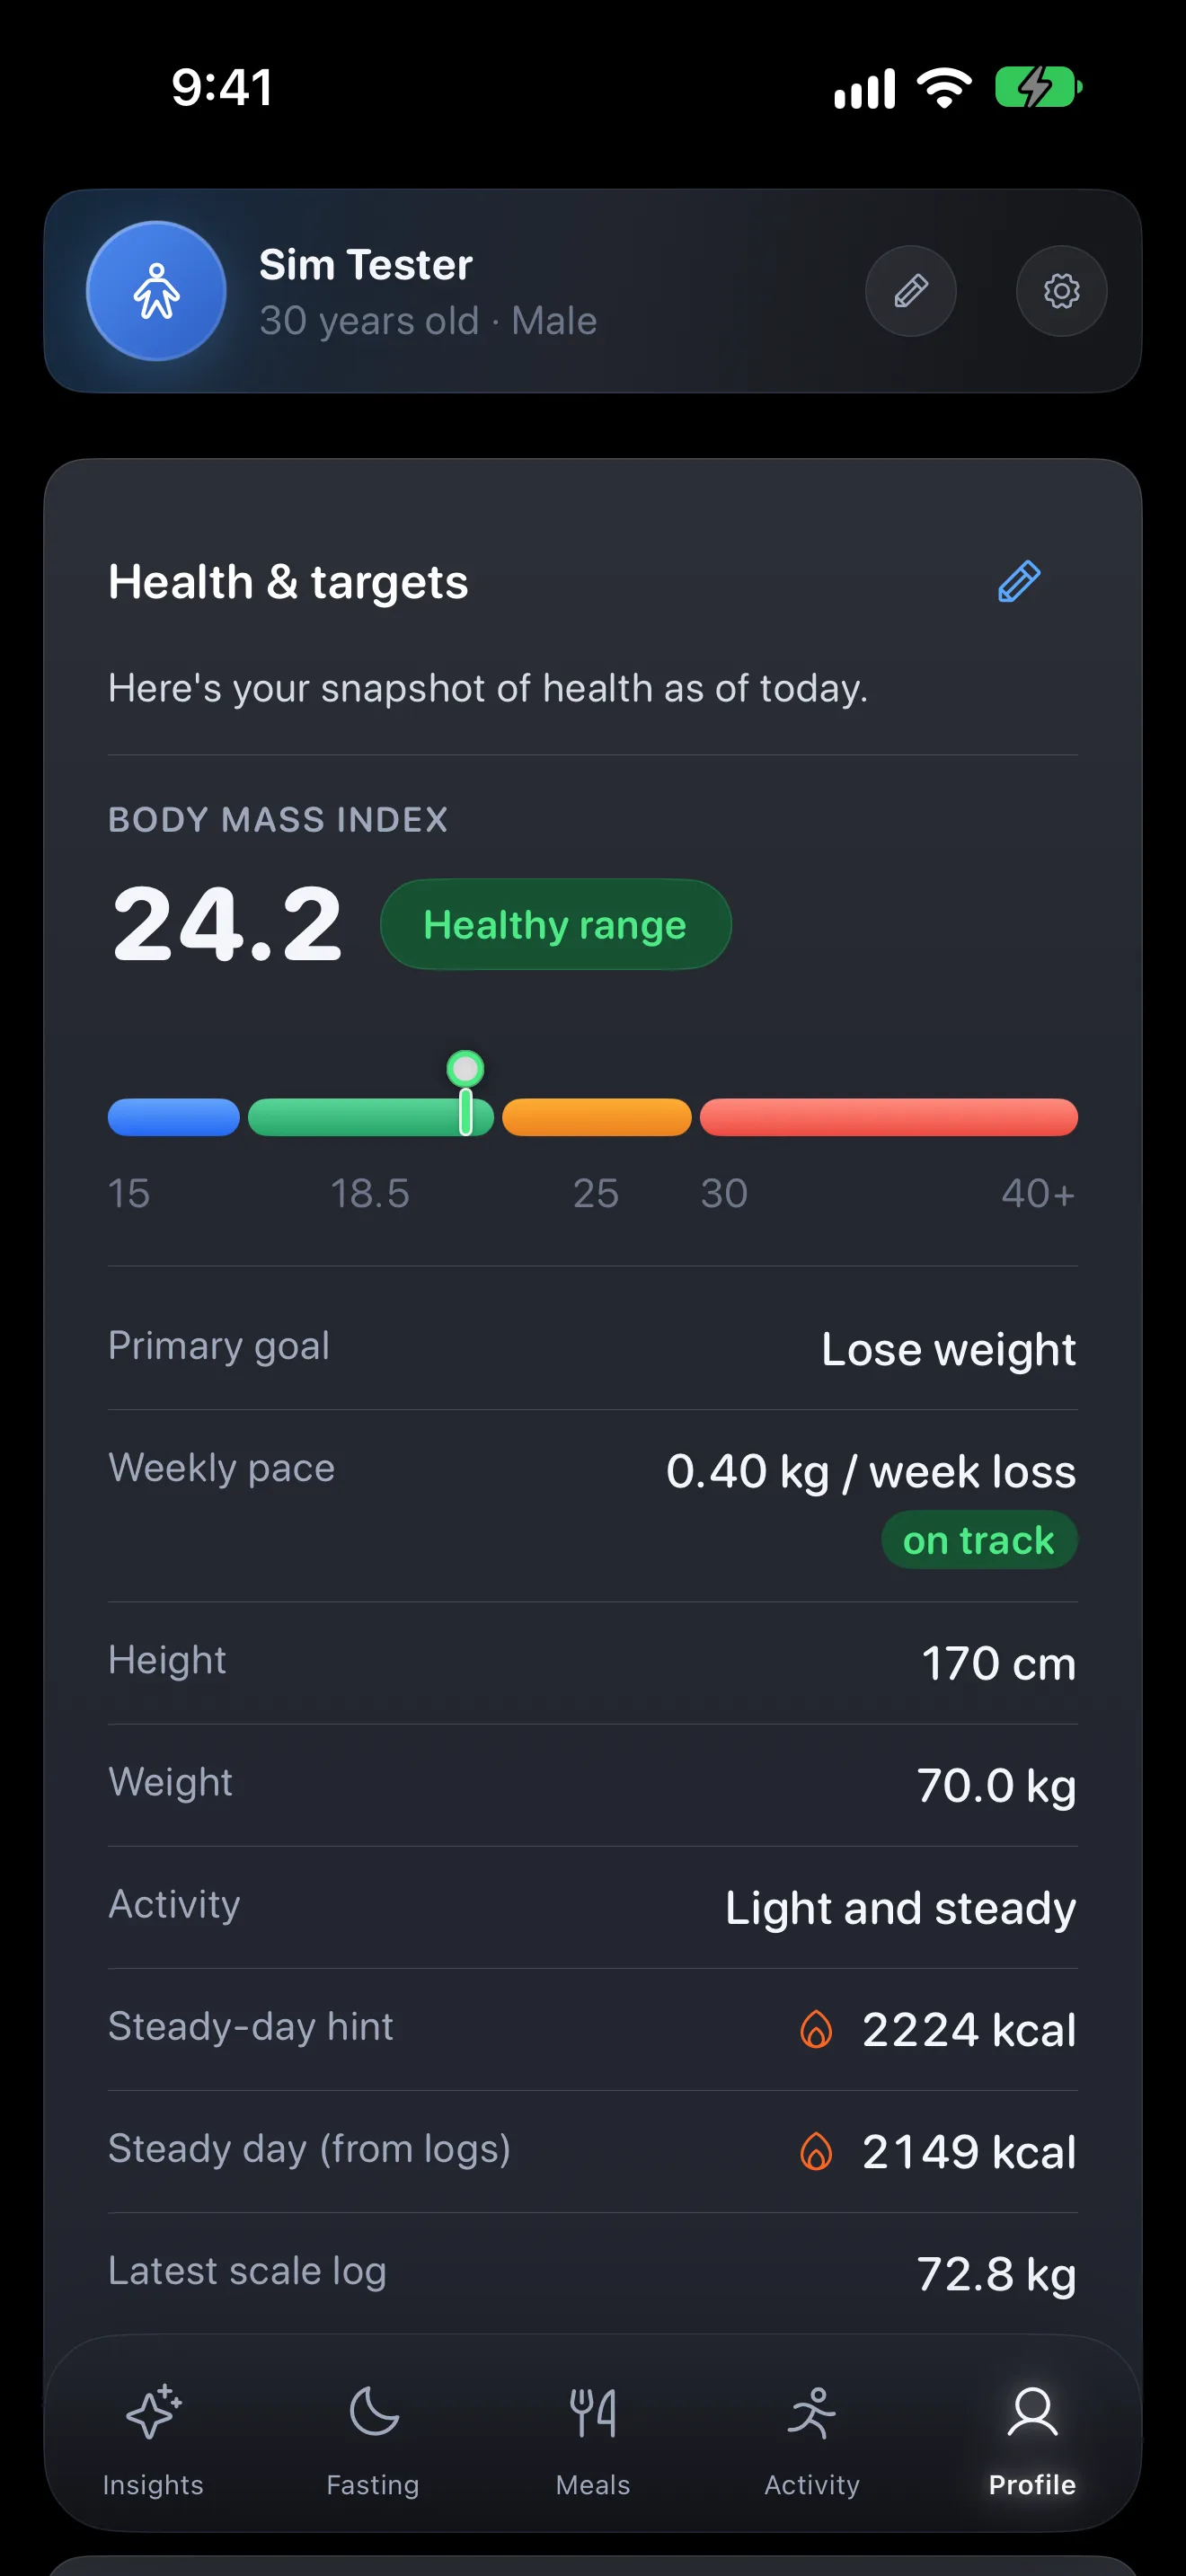 9:41
Sim Tester
30 years old · Male
Health & targets
Here's your snapshot of health as of today.
BODY MASS INDEX
24.2 Healthy range
15 18.5 25 30 40+
Primary goal Lose weight
Weekly pace 0.40 kg / week loss
on track
Height 170 cm
Weight 70.0 kg
Activity Light and steady
Steady-day hint 2224 kcal
Steady day (from logs) 2149 kcal
Latest scale log 72.8 kg
Insights Fasting Meals Activity Profile